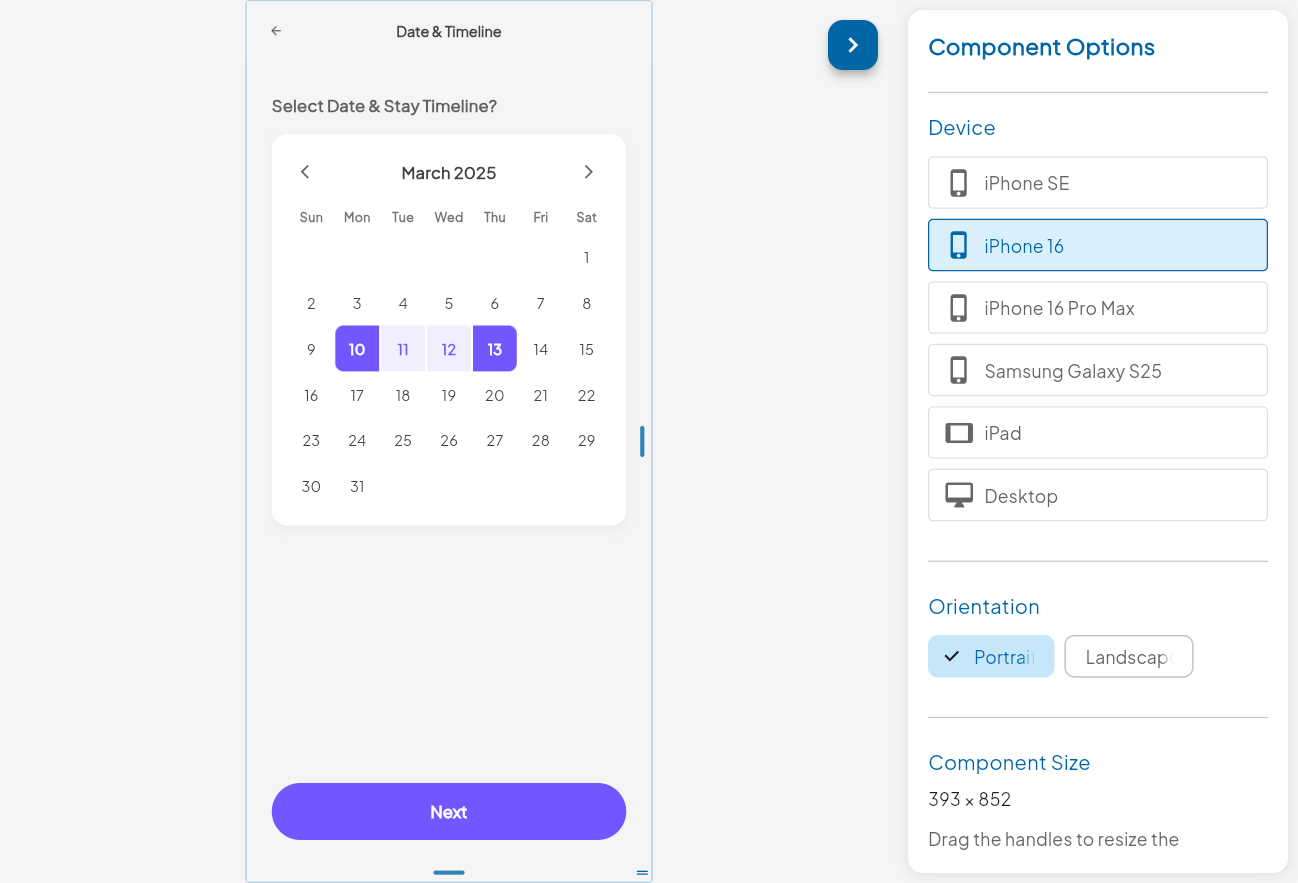 Date & Timeline
Select Date & Stay Timeline?
March 2025
Sun Mon Tue Wed Thu Fri Sat
1
2 3 4 5 6 7 8
9 10 11 12 13 14 15
16 17 18 19 20 21 22
23 24 25 26 27 28 29
30 31
Next
Component Options
Device
iPhone SE
iPhone 16
iPhone 16 Pro Max
Samsung Galaxy S25
iPad
Desktop
Orientation
Portrait Landscape
Component Size
393 × 852
Drag the handles to resize the